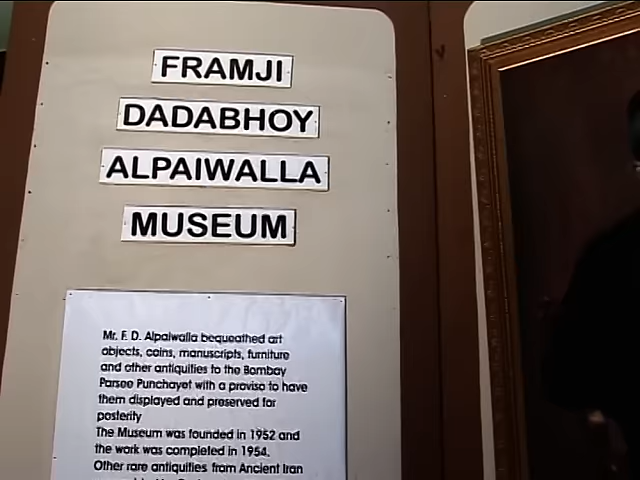 FRAMJI
DADABHOY
ALPAIWALLA
MUSEUM
Mr. F. D. Alpaiwalla bequeathed art
objects, coins, manuscripts, furniture
and other antiquities to the Bombay
Parsee Punchayet with a proviso to have
them displayed and preserved for
posterity
The Museum was founded in 1952 and
the work was completed in 1954.
Other rare antiquities from Ancient Iran